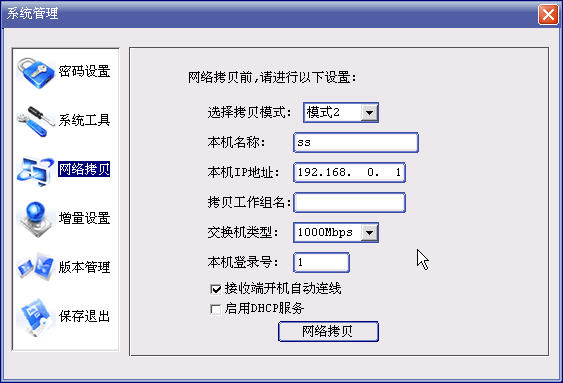 系统管理
密码设置
系统工具
网络拷贝
增量设置
版本管理
保存退出
网络拷贝前,请进行以下设置:
选择拷贝模式: 模式2
本机名称: ss
本机IP地址: 192.168. 0. 1
拷贝工作组名:
交换机类型: 1000Mbps
本机登录号: 1
接收端开机自动连线
启用DHCP服务
网络拷贝